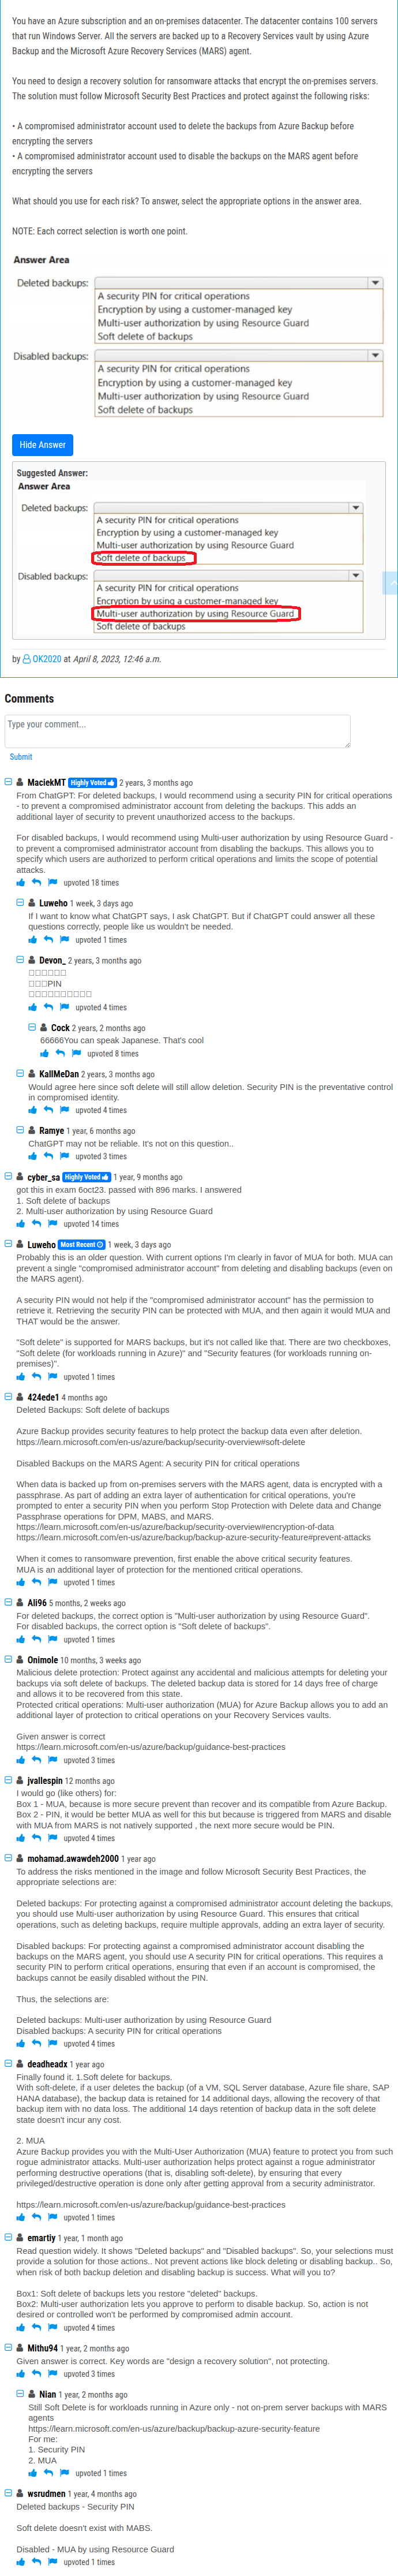 You have an Azure subscription and an on-premises datacenter. The datacenter contains 100 servers
that run Windows Server. All the servers are backed up to a Recovery Services vault by using Azure
Backup and the Microsoft Azure Recovery Services (MARS) agent.
You need to design a recovery solution for ransomware attacks that encrypt the on-premises servers.
The solution must follow Microsoft Security Best Practices and protect against the following risks:
• A compromised administrator account used to delete the backups from Azure Backup before
encrypting the servers
• A compromised administrator account used to disable the backups on the MARS agent before
encrypting the servers
What should you use for each risk? To answer, select the appropriate options in the answer area.
NOTE: Each correct selection is worth one point.
Answer Area
Deleted backups:
A security PIN for critical operations
Encryption by using a customer-managed key
Multi-user authorization by using Resource Guard
Soft delete of backups
Disabled backups:
A security PIN for critical operations
Encryption by using a customer-managed key
Multi-user authorization by using Resource Guard
Soft delete of backups
Hide Answer
Suggested Answer:
Answer Area
Deleted backups:
A security PIN for critical operations
Encryption by using a customer-managed key
Multi-user authorization by using Resource Guard
Soft delete of backups
Disabled backups:
A security PIN for critical operations
Encryption by using a customer-managed key
Multi-user authorization by using Resource Guard
Soft delete of backups
by OK2020 at April 8, 2023, 12:46 a.m.
Comments
Type your comment...
Submit
MaciekMT Highly Voted 2 years, 3 months ago
From ChatGPT: For deleted backups, I would recommend using a security PIN for critical operations
- to prevent a compromised administrator account from deleting the backups. This adds an
additional layer of security to prevent unauthorized access to the backups.
For disabled backups, I would recommend using Multi-user authorization by using Resource Guard -
to prevent a compromised administrator account from disabling the backups. This allows you to
specify which users are authorized to perform critical operations and limits the scope of potential
attacks.
upvoted 18 times
Luweho 1 week, 3 days ago
If I want to know what ChatGPT says, I ask ChatGPT. But if ChatGPT could answer all these
questions correctly, people like us wouldn't be needed.
upvoted 1 times
Devon_ 2 years, 3 months ago
□□□□□□
□□□PIN
□□□□□□□□□□
upvoted 4 times
Cock 2 years, 2 months ago
66666You can speak Japanese. That's cool
upvoted 8 times
KallMeDan 2 years, 3 months ago
Would agree here since soft delete will still allow deletion. Security PIN is the preventative control
in compromised identity.
upvoted 4 times
Ramye 1 year, 6 months ago
ChatGPT may not be reliable. It's not on this question..
upvoted 3 times
cyber_sa Highly Voted 1 year, 9 months ago
got this in exam 6oct23. passed with 896 marks. I answered
1. Soft delete of backups
2. Multi-user authorization by using Resource Guard
upvoted 14 times
Luweho Most Recent 1 week, 3 days ago
Probably this is an older question. With current options I'm clearly in favor of MUA for both. MUA can
prevent a single "compromised administrator account" from deleting and disabling backups (even on
the MARS agent).
A security PIN would not help if the "compromised administrator account" has the permission to
retrieve it. Retrieving the security PIN can be protected with MUA, and then again it would MUA and
THAT would be the answer.
"Soft delete" is supported for MARS backups, but it's not called like that. There are two checkboxes,
"Soft delete (for workloads running in Azure)" and "Security features (for workloads running on-
premises)".
upvoted 1 times
424ede1 4 months ago
Deleted Backups: Soft delete of backups
Azure Backup provides security features to help protect the backup data even after deletion.
https://learn.microsoft.com/en-us/azure/backup/security-overview#soft-delete
Disabled Backups on the MARS Agent: A security PIN for critical operations
When data is backed up from on-premises servers with the MARS agent, data is encrypted with a
passphrase. As part of adding an extra layer of authentication for critical operations, you're
prompted to enter a security PIN when you perform Stop Protection with Delete data and Change
Passphrase operations for DPM, MABS, and MARS.
https://learn.microsoft.com/en-us/azure/backup/security-overview#encryption-of-data
https://learn.microsoft.com/en-us/azure/backup/backup-azure-security-feature#prevent-attacks
When it comes to ransomware prevention, first enable the above critical security features.
MUA is an additional layer of protection for the mentioned critical operations.
upvoted 1 times
Ali96 5 months, 2 weeks ago
For deleted backups, the correct option is "Multi-user authorization by using Resource Guard".
For disabled backups, the correct option is "Soft delete of backups".
upvoted 1 times
Onimole 10 months, 3 weeks ago
Malicious delete protection: Protect against any accidental and malicious attempts for deleting your
backups via soft delete of backups. The deleted backup data is stored for 14 days free of charge
and allows it to be recovered from this state.
Protected critical operations: Multi-user authorization (MUA) for Azure Backup allows you to add an
additional layer of protection to critical operations on your Recovery Services vaults.
Given answer is correct
https://learn.microsoft.com/en-us/azure/backup/guidance-best-practices
upvoted 3 times
jvallespin 12 months ago
I would go (like others) for:
Box 1 - MUA, because is more secure prevent than recover and its compatible from Azure Backup.
Box 2 - PIN, it would be better MUA as well for this but because is triggered from MARS and disable
with MUA from MARS is not natively supported , the next more secure would be PIN.
upvoted 4 times
mohamad.awawdeh2000 1 year ago
To address the risks mentioned in the image and follow Microsoft Security Best Practices, the
appropriate selections are:
Deleted backups: For protecting against a compromised administrator account deleting the backups,
you should use Multi-user authorization by using Resource Guard. This ensures that critical
operations, such as deleting backups, require multiple approvals, adding an extra layer of security.
Disabled backups: For protecting against a compromised administrator account disabling the
backups on the MARS agent, you should use A security PIN for critical operations. This requires a
security PIN to perform critical operations, ensuring that even if an account is compromised, the
backups cannot be easily disabled without the PIN.
Thus, the selections are:
Deleted backups: Multi-user authorization by using Resource Guard
Disabled backups: A security PIN for critical operations
upvoted 4 times
deadheadx 1 year ago
Finally found it. 1.Soft delete for backups.
With soft-delete, if a user deletes the backup (of a VM, SQL Server database, Azure file share, SAP
HANA database), the backup data is retained for 14 additional days, allowing the recovery of that
backup item with no data loss. The additional 14 days retention of backup data in the soft delete
state doesn't incur any cost.
2. MUA
Azure Backup provides you with the Multi-User Authorization (MUA) feature to protect you from such
rogue administrator attacks. Multi-user authorization helps protect against a rogue administrator
performing destructive operations (that is, disabling soft-delete), by ensuring that every
privileged/destructive operation is done only after getting approval from a security administrator.
https://learn.microsoft.com/en-us/azure/backup/guidance-best-practices
upvoted 1 times
emartiy 1 year, 1 month ago
Read question widely. It shows "Deleted backups" and "Disabled backups". So, your selections must
provide a solution for those actions.. Not prevent actions like block deleting or disabling backup.. So,
when risk of both backup deletion and disabling backup is success. What will you to?
Box1: Soft delete of backups lets you restore "deleted" backups.
Box2: Multi-user authorization lets you approve to perform to disable backup. So, action is not
desired or controlled won't be performed by compromised admin account.
upvoted 4 times
Mithu94 1 year, 2 months ago
Given answer is correct. Key words are "design a recovery solution", not protecting.
upvoted 3 times
Nian 1 year, 2 months ago
Still Soft Delete is for workloads running in Azure only - not on-prem server backups with MARS
agents
https://learn.microsoft.com/en-us/azure/backup/backup-azure-security-feature
For me:
1. Security PIN
2. MUA
upvoted 1 times
wsrudmen 1 year, 4 months ago
Deleted backups - Security PIN
Soft delete doesn't exist with MABS.
Disabled - MUA by using Resource Guard
upvoted 1 times